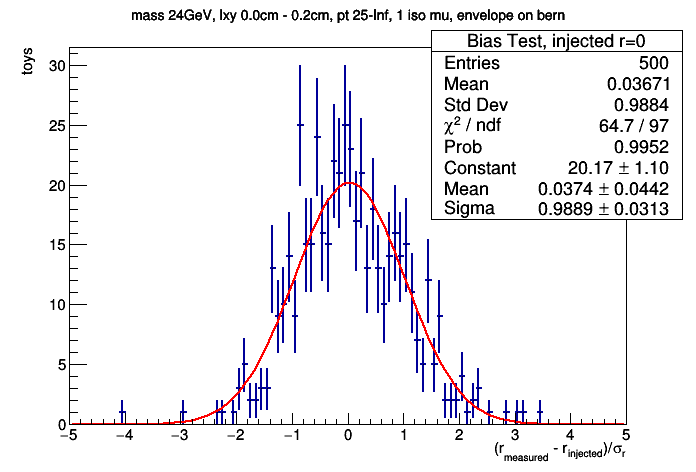 mass 24GeV, lxy 0.0cm - 0.2cm, pt 25-Inf, 1 iso mu, envelope on bern
toys
Bias Test, injected r=0
Entries 500
Mean 0.03671
Std Dev 0.9884
χ² / ndf 64.7 / 97
Prob 0.9952
Constant 20.17 ± 1.10
Mean 0.0374 ± 0.0442
Sigma 0.9889 ± 0.0313
30
25
20
15
10
5
0
−5 −4 −3 −2 −1 0 1 2 3 4 5
(r_measured - r_injected)/σ_r